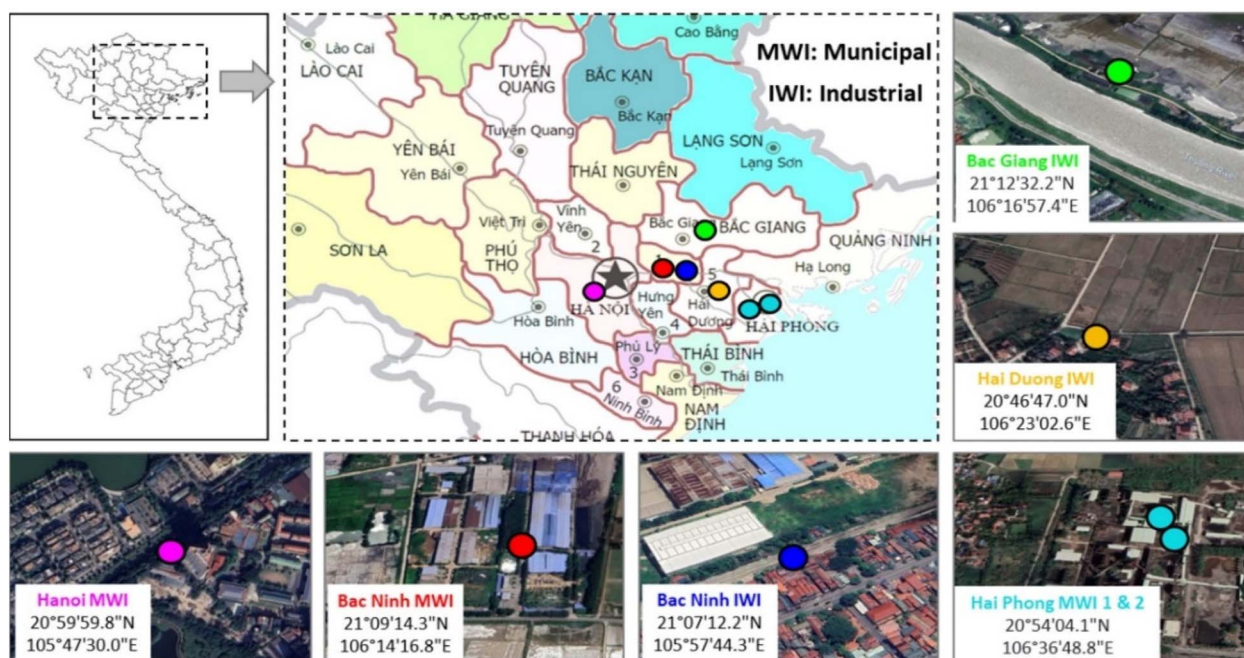 HÀ GIANG
Cao Bằng
Lào Cai
LÀO CAI
TUYÊN
QUANG
BẮC KẠN
Bắc Kạn
MWI: Municipal
IWI: Industrial
Tuyên Quang
LẠNG SƠN
Lạng Sơn
YÊN BÁI
Yên Bái
THÁI NGUYÊN
Việt Trì
Vĩnh
Yên
2
Bắc Giang
BẮC GIANG
SƠN LA
PHÚ
THỌ
QUẢNG NINH
Hạ Long
1
5
HÀ NỘI
Hưng
Yên
Hải
Dương
HẢI PHÒNG
Hòa Bình
4
HÒA BÌNH
Phủ Lý
3
THÁI BÌNH
Thái Bình
6
Ninh Bình
Nam Định
NAM
ĐỊNH
THANH HÓA
Bac Giang IWI
21°12'32.2"N
106°16'57.4"E
Hai Duong IWI
20°46'47.0"N
106°23'02.6"E
Hanoi MWI
20°59'59.8"N
105°47'30.0"E
Bac Ninh MWI
21°09'14.3"N
106°14'16.8"E
Bac Ninh IWI
21°07'12.2"N
105°57'44.3"E
Hai Phong MWI 1 & 2
20°54'04.1"N
106°36'48.8"E